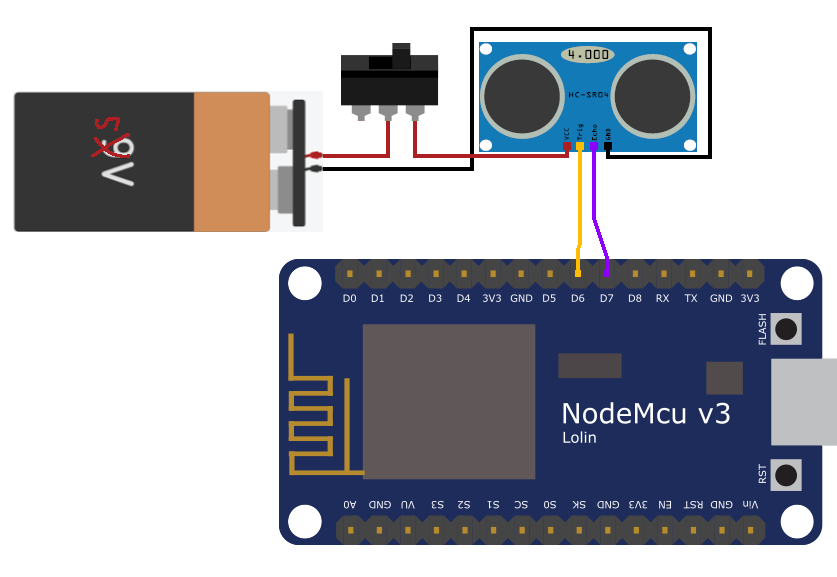 4.000
HC-SR04
VCC
Trig
Echo
GND
9V
5V
D0 D1 D2 D3 D4 3V3 GND D5 D6 D7 D8 RX TX GND 3V3
FLASH
NodeMcu v3
Lolin
RST
A0 GND VU S3 S2 S1 SC S0 SK GND 3V3 EN RST GND Vin